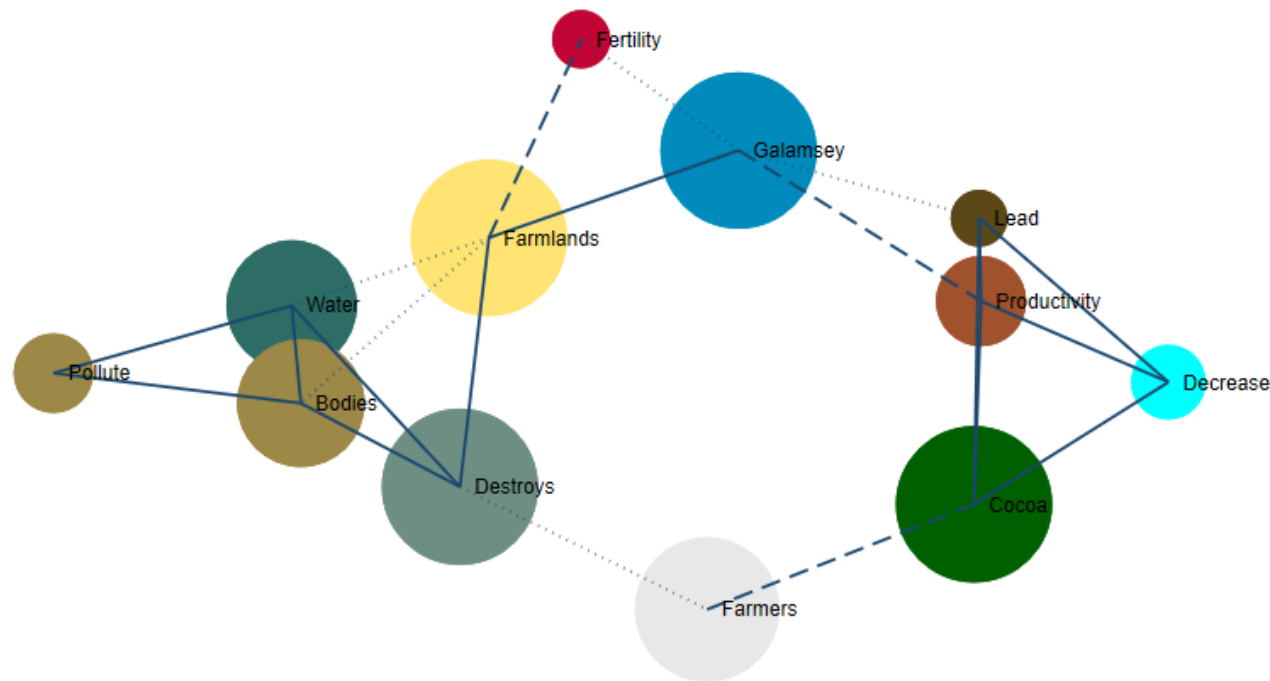 Fertility
Galamsey
Lead
Farmlands
Productivity
Water
Pollute
Decrease
Bodies
Destroys
Cocoa
Farmers